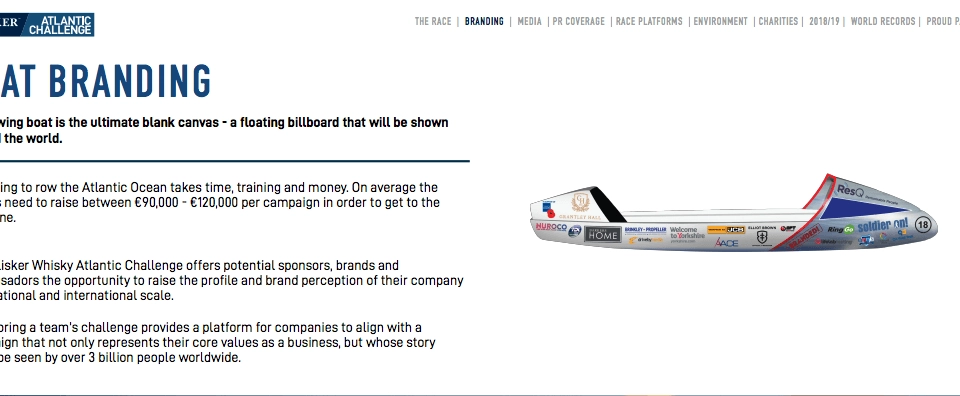 KER
ATLANTIC
CHALLENGE
THE RACE | BRANDING | MEDIA | PR COVERAGE | RACE PLATFORMS | ENVIRONMENT | CHARITIES | 2018/19 | WORLD RECORDS | PROUD P
AT BRANDING
wing boat is the ultimate blank canvas - a floating billboard that will be shown
the world.
ing to row the Atlantic Ocean takes time, training and money. On average the
s need to raise between €90,000 - €120,000 per campaign in order to get to the
ne.
lisker Whisky Atlantic Challenge offers potential sponsors, brands and
sadors the opportunity to raise the profile and brand perception of their company
ational and international scale.
oring a team's challenge provides a platform for companies to align with a
aign that not only represents their core values as a business, but whose story
be seen by over 3 billion people worldwide.
ResQ
GRANTLEY HALL
HUROCO
HOME
BRINKLEY - PROPELLER
Welcome
to Yorkshire
JCB
ELLIOT BROWN
AACE
RingGo
soldier on!
18